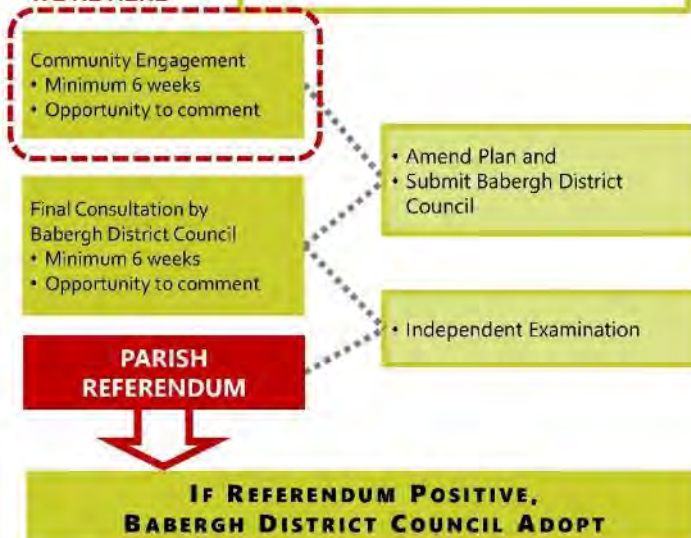 Community Engagement
• Minimum 6 weeks
• Opportunity to comment
• Amend Plan and
• Submit Babergh District
Council
Final Consultation by
Babergh District Council
• Minimum 6 weeks
• Opportunity to comment
• Independent Examination
PARISH
REFERENDUM
IF REFERENDUM POSITIVE,
BABERGH DISTRICT COUNCIL ADOPT